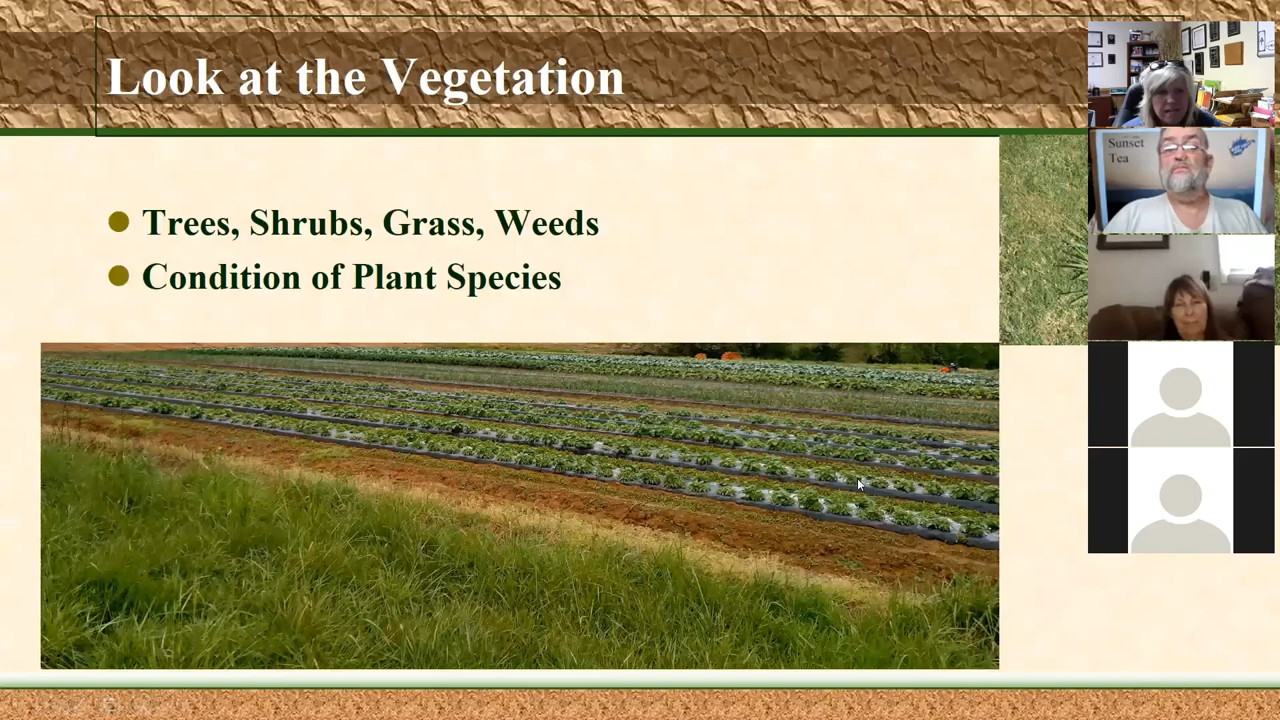 Look at the Vegetation
Trees, Shrubs, Grass, Weeds
Condition of Plant Species
Sunset
Tea